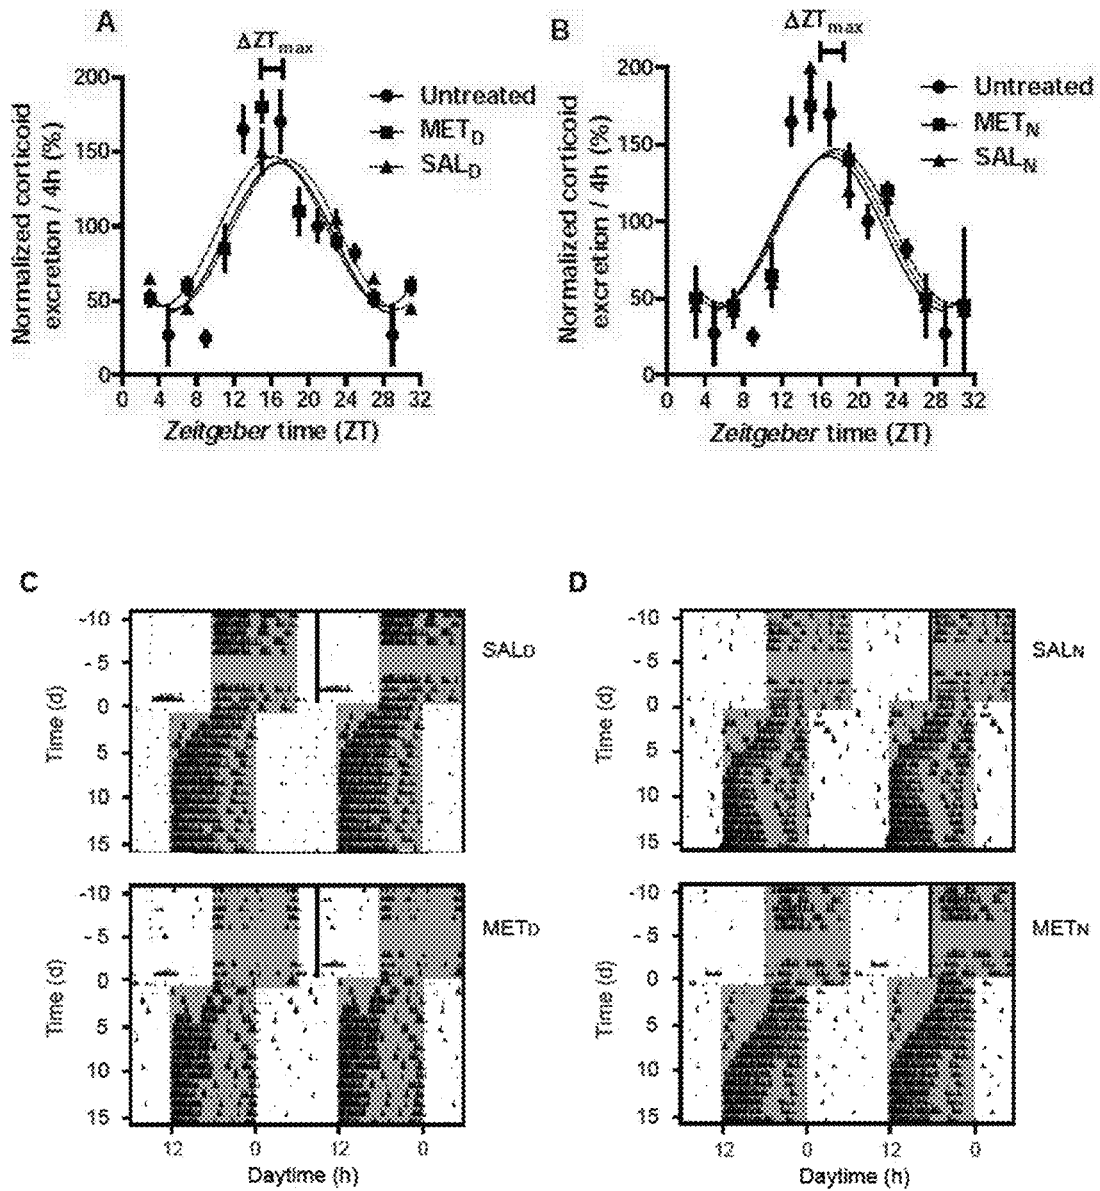 A
ΔZTmax
Normalized corticoid
excretion / 4h (%)
200
150
100
50
0
0 4 8 12 16 20 24 28 32
Zeitgeber time (ZT)
Untreated
METD
SALD
B
ΔZTmax
Normalized corticoid
excretion / 4h (%)
200
150
100
50
0
0 4 8 12 16 20 24 28 32
Zeitgeber time (ZT)
Untreated
METN
SALN
C
Time (d)
-10
-5
0
5
10
15
SALD
Time (d)
-10
-5
0
5
10
15
METD
12 0 12 0
Daytime (h)
D
Time (d)
-10
-5
0
5
10
15
SALN
Time (d)
-10
-5
0
5
10
15
METN
12 0 12 0
Daytime (h)